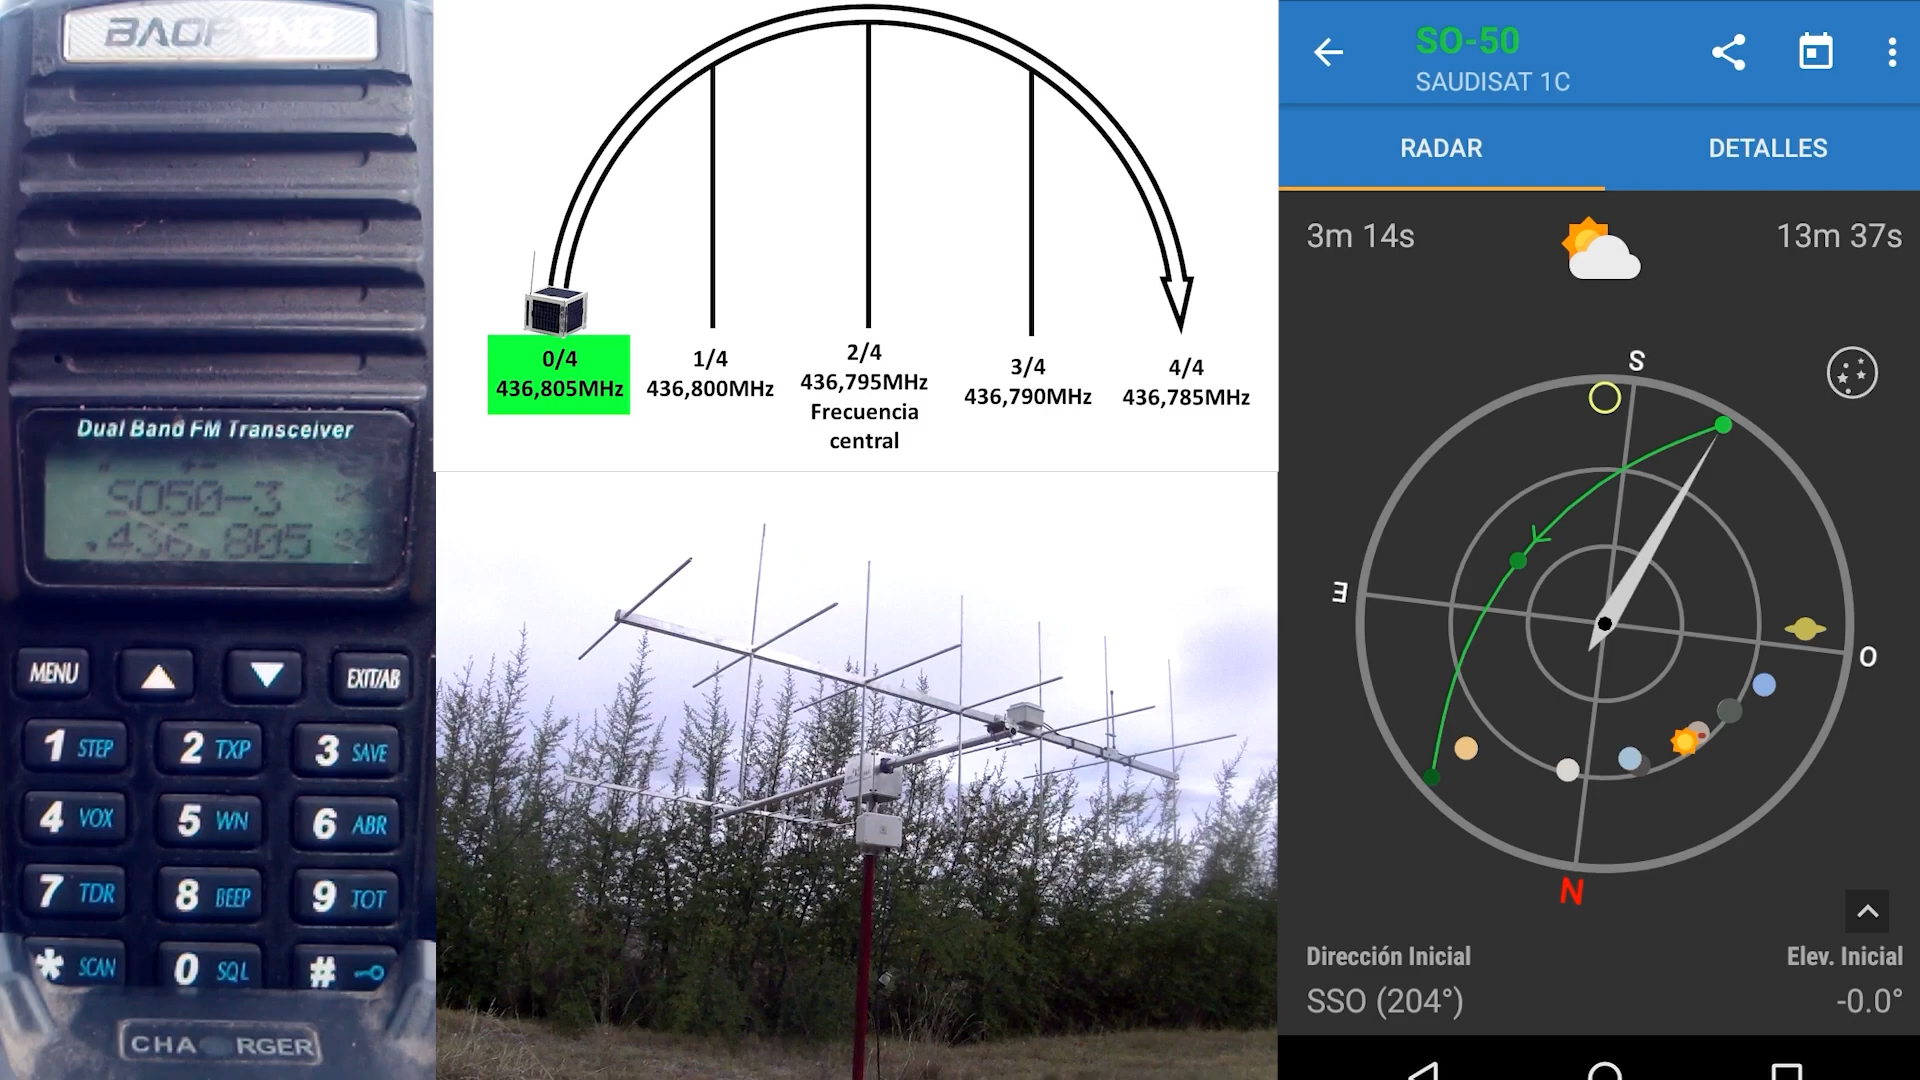 BAOFENG
Dual Band FM Transceiver
SO50-3
.436.805
MENU
EXIT/AB
1 STEP
2 TXP
3 SAVE
4 VOX
5 WN
6 ABR
7 TDR
8 BEEP
9 TOT
* SCAN
0 SQL
#
CHARGER
0/4
436,805MHz
1/4
436,800MHz
2/4
436,795MHz
Frecuencia
central
3/4
436,790MHz
4/4
436,785MHz
SO-50
SAUDISAT 1C
RADAR
DETALLES
3m 14s
13m 37s
S
E
O
N
Dirección Inicial
Elev. Inicial
SSO (204°)
-0.0°